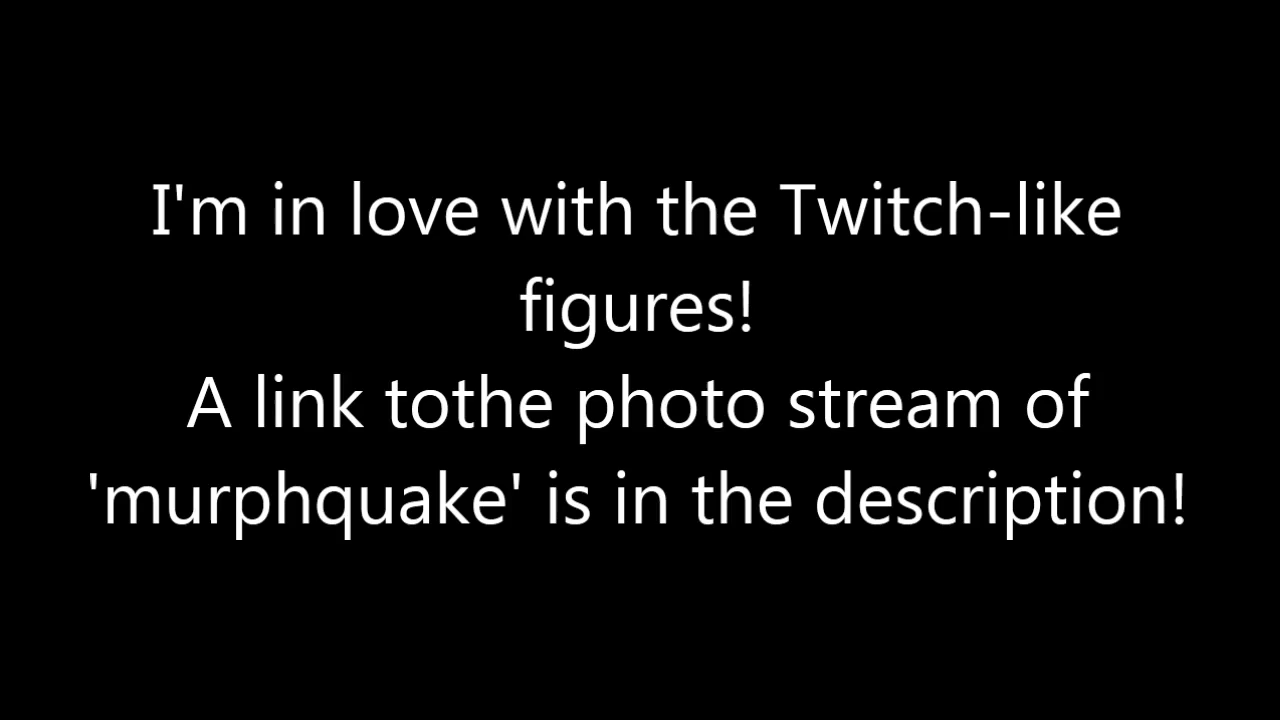 I'm in love with the Twitch-like
figures!
A link tothe photo stream of
'murphquake' is in the description!